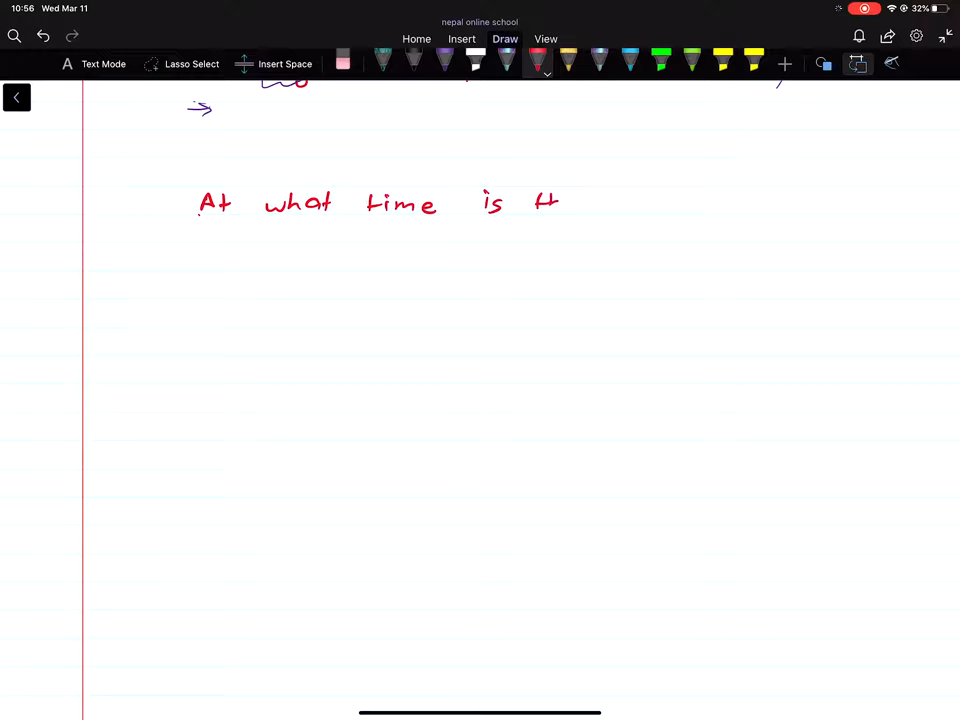 10:56 Wed Mar 11
32%
nepal online school
Home Insert Draw View
A Text Mode Lasso Select Insert Space
→
At what time is tt